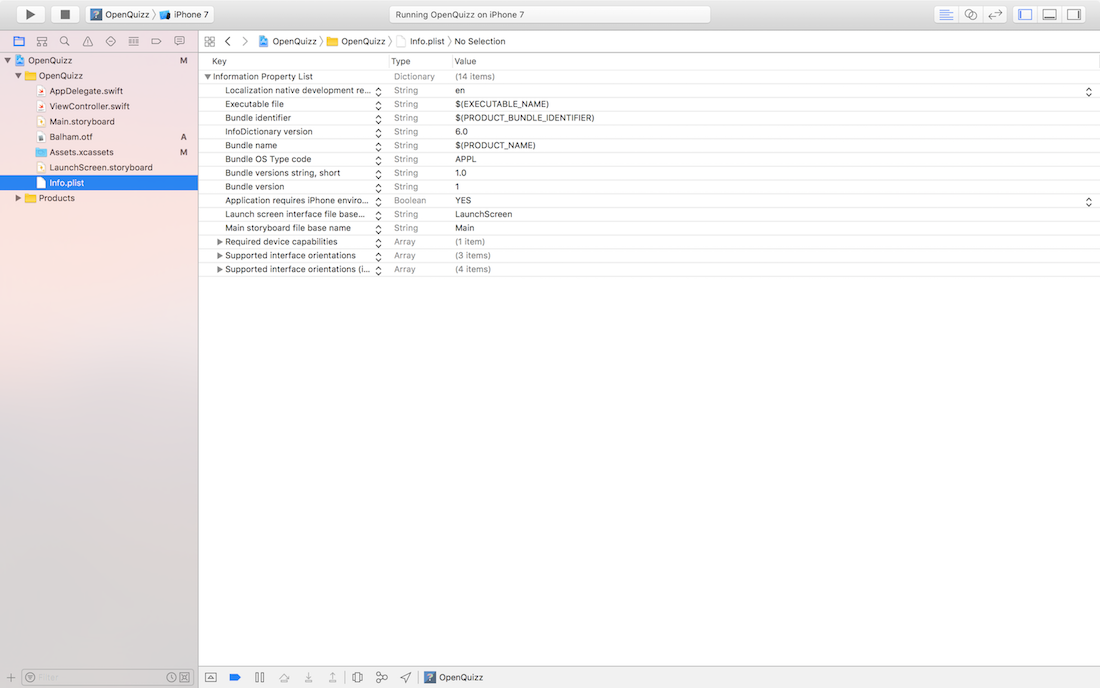 OpenQuizz iPhone 7 Running OpenQuizz on iPhone 7
OpenQuizz OpenQuizz Info.plist No Selection
OpenQuizz M
OpenQuizz
AppDelegate.swift
ViewController.swift
Main.storyboard
Balham.otf A
Assets.xcassets M
LaunchScreen.storyboard
Info.plist
Products
Key Type Value
Information Property List Dictionary (14 items)
Localization native development re... String en
Executable file String $(EXECUTABLE_NAME)
Bundle identifier String $(PRODUCT_BUNDLE_IDENTIFIER)
InfoDictionary version String 6.0
Bundle name String $(PRODUCT_NAME)
Bundle OS Type code String APPL
Bundle versions string, short String 1.0
Bundle version String 1
Application requires iPhone enviro... Boolean YES
Launch screen interface file base... String LaunchScreen
Main storyboard file base name String Main
Required device capabilities Array (1 item)
Supported interface orientations Array (3 items)
Supported interface orientations (i... Array (4 items)
Filter
OpenQuizz